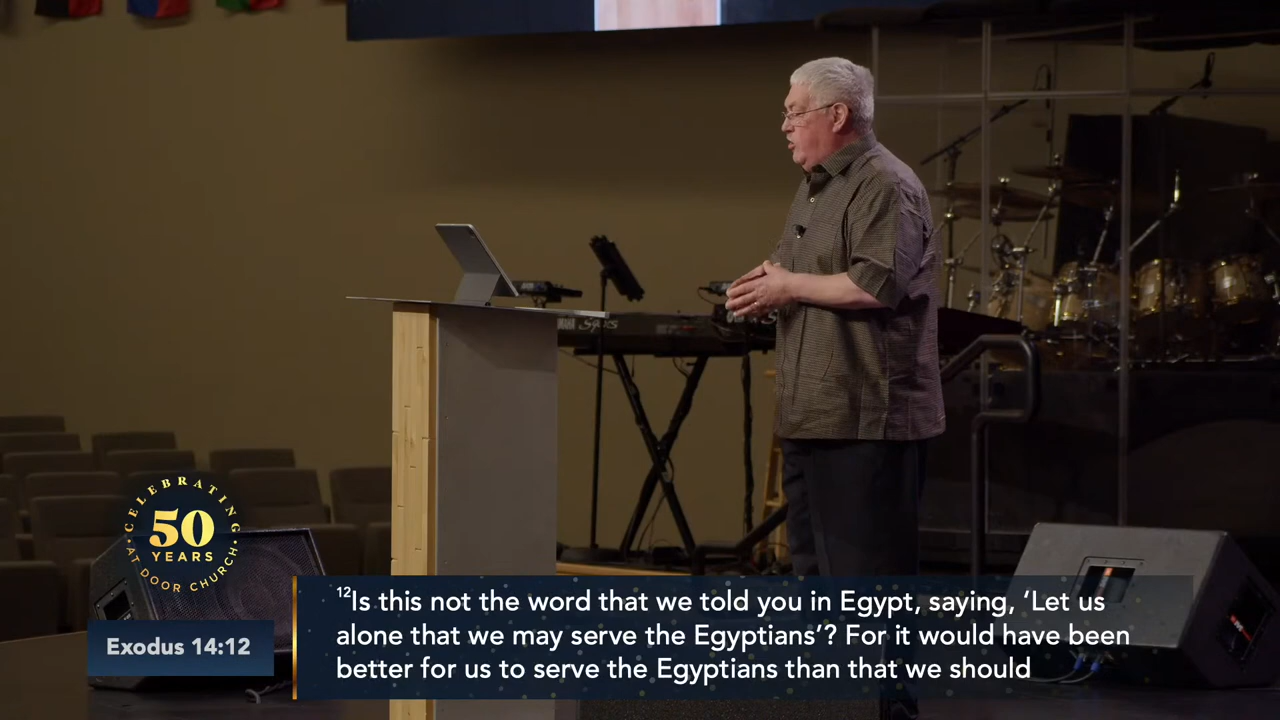 CELEBRATING
50
YEARS
AT DOOR CHURCH
Exodus 14:12
12Is this not the word that we told you in Egypt, saying, ‘Let us
alone that we may serve the Egyptians’? For it would have been
better for us to serve the Egyptians than that we should